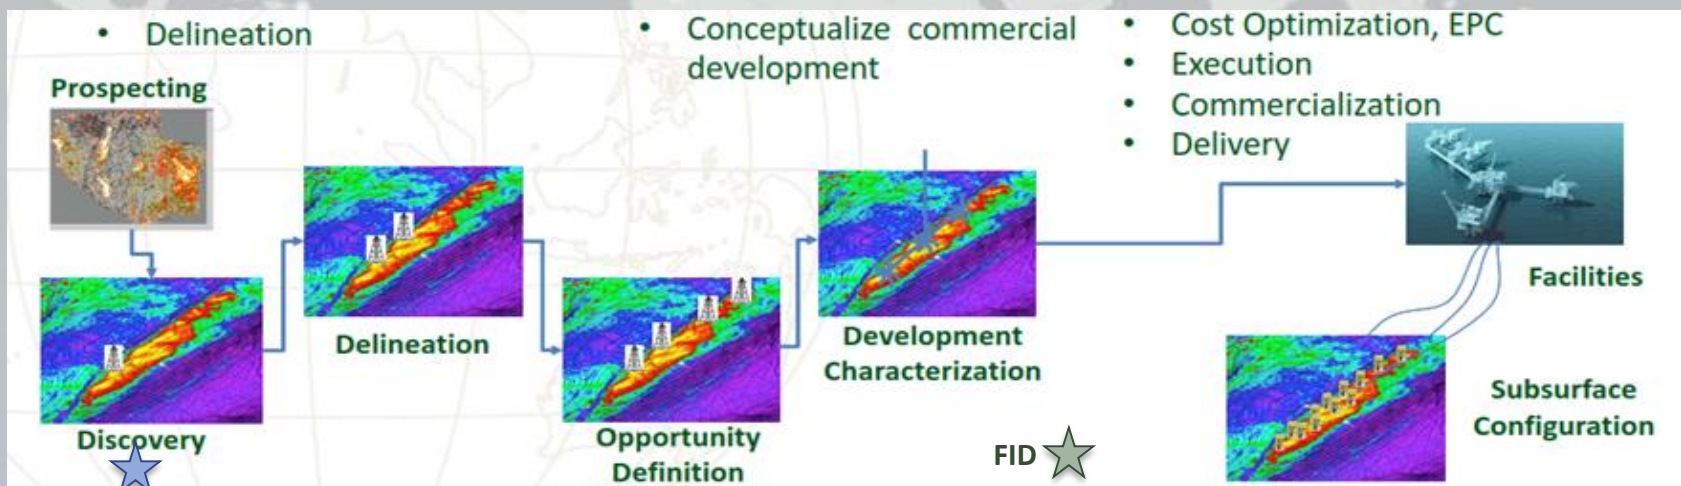 • Delineation
• Conceptualize commercial
development
• Cost Optimization, EPC
• Execution
• Commercialization
• Delivery
Prospecting
Discovery
Delineation
Opportunity
Definition
Development
Characterization
FID
Facilities
Subsurface
Configuration